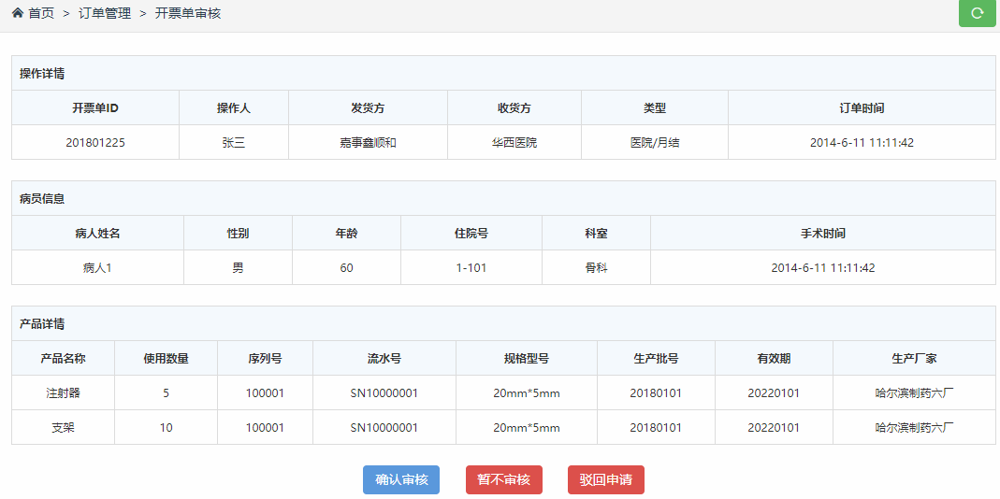 首页 > 订单管理 > 开票单审核
操作详情
开票单ID 操作人 发货方 收货方 类型 订单时间
201801225 张三 嘉事鑫顺和 华西医院 医院/月结 2014-6-11 11:11:42
病员信息
病人姓名 性别 年龄 住院号 科室 手术时间
病人1 男 60 1-101 骨科 2014-6-11 11:11:42
产品详情
产品名称 使用数量 序列号 流水号 规格型号 生产批号 有效期 生产厂家
注射器 5 100001 SN10000001 20mm*5mm 20180101 20220101 哈尔滨制药六厂
支架 10 100001 SN10000001 20mm*5mm 20180101 20220101 哈尔滨制药六厂
确认审核 暂不审核 驳回申请